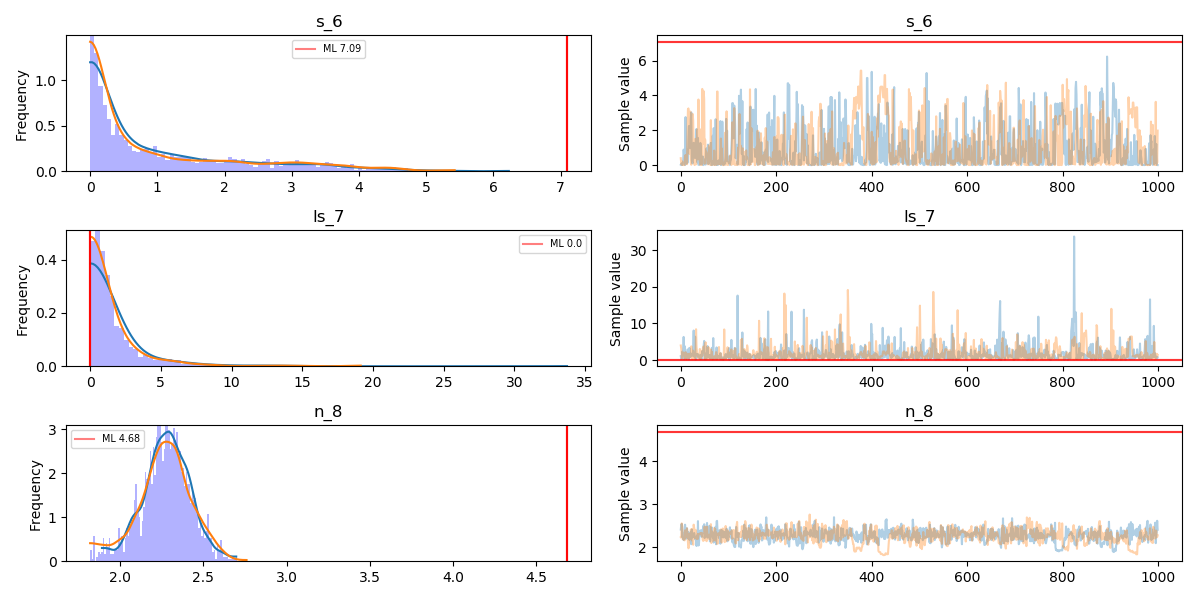 s_6
s_6
Frequency
ML 7.09
1.0
0.5
0.0
0 1 2 3 4 5 6 7
Sample value
6
4
2
0
0 200 400 600 800 1000
ls_7
ls_7
Frequency
ML 0.0
0.4
0.2
0.0
0 5 10 15 20 25 30 35
Sample value
30
20
10
0
0 200 400 600 800 1000
n_8
n_8
Frequency
ML 4.68
3
2
1
0
2.0 2.5 3.0 3.5 4.0 4.5
Sample value
4
3
2
0 200 400 600 800 1000